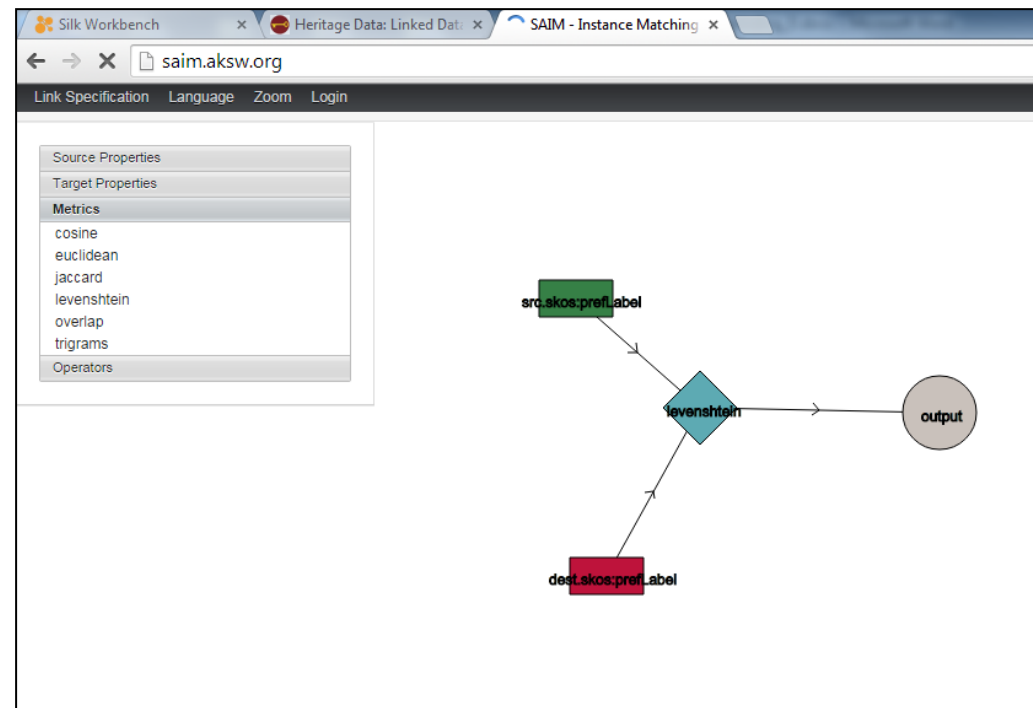 Silk Workbench
Heritage Data: Linked Data
SAIM - Instance Matching
saim.aksw.org
Link Specification Language Zoom Login
Source Properties
Target Properties
Metrics
cosine
euclidean
jaccard
levenshtein
overlap
trigrams
Operators
src.skos:prefLabel
levenshtein
output
dest.skos:prefLabel